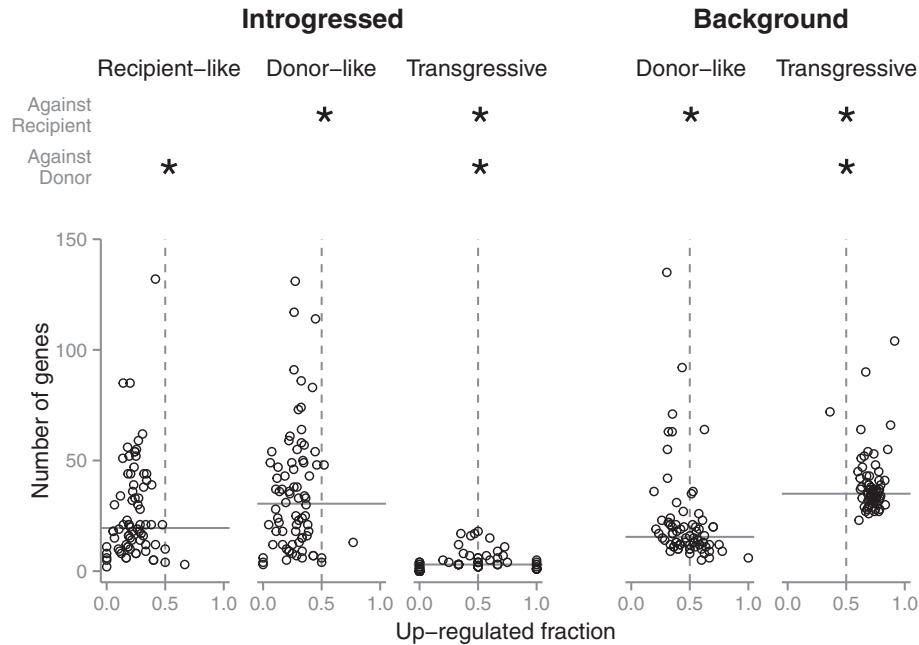 Introgressed Background
Recipient–like Donor–like Transgressive Donor–like Transgressive
Against
Recipient * * * *
Against
Donor * * *
Number of genes
150
100
50
0
0.0 0.5 1.0 0.0 0.5 1.0 0.0 0.5 1.0 0.0 0.5 1.0 0.0 0.5 1.0
Up–regulated fraction